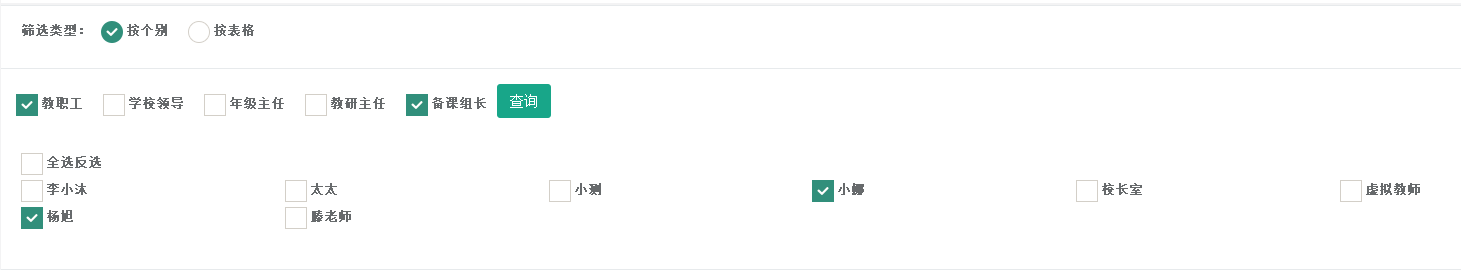 筛选类型： 按个别 按表格
教职工 学校领导 年级主任 教研主任 备课组长 查询
全选反选
李小沫 太太 小测 小娜 校长室 虚拟教师
杨旭 滕老师